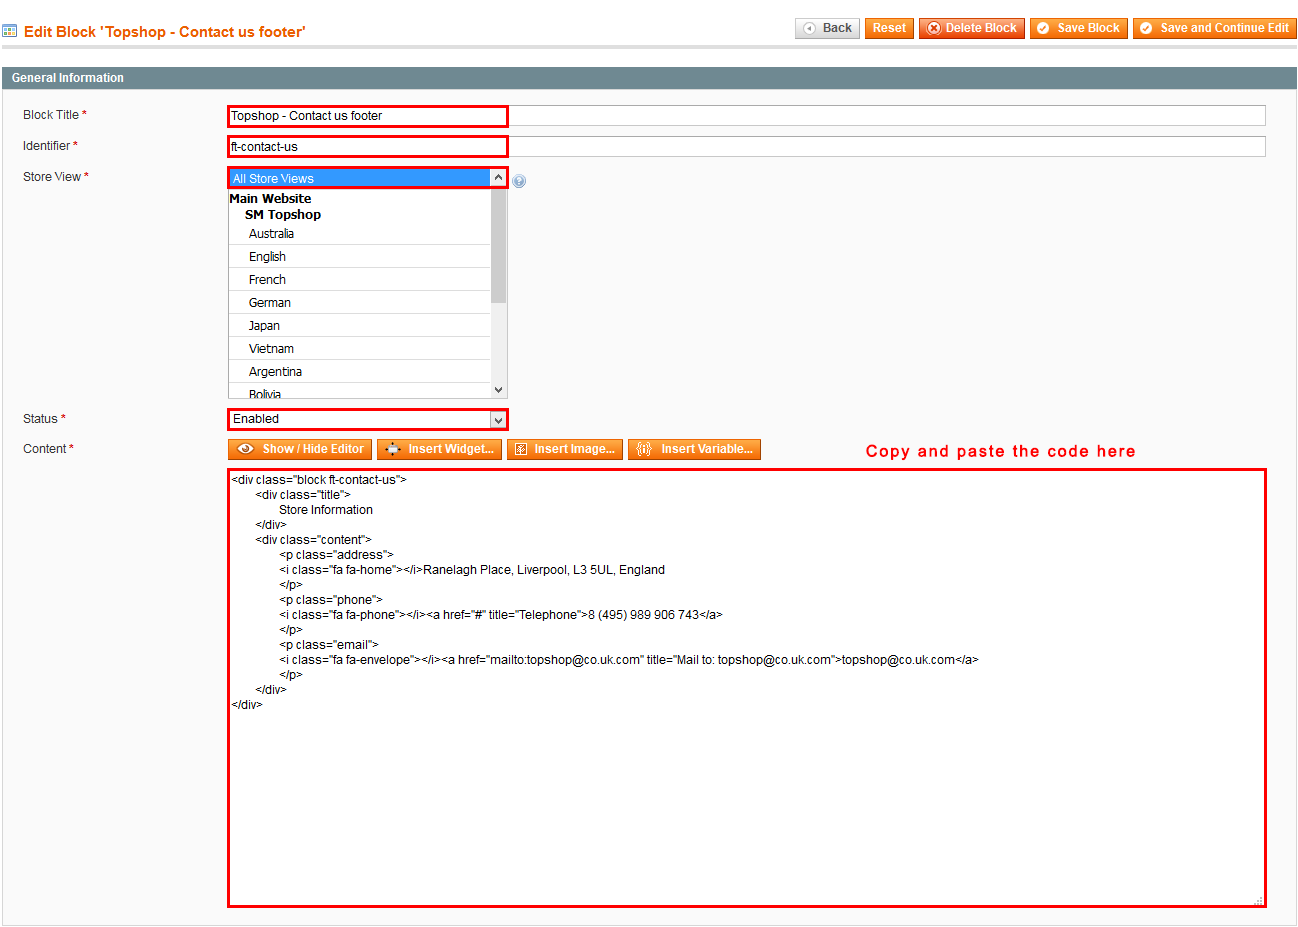 Edit Block 'Topshop - Contact us footer'
Back Reset Delete Block Save Block Save and Continue Edit
General Information
Block Title *
Topshop - Contact us footer
Identifier *
ft-contact-us
Store View *
All Store Views
Main Website
SM Topshop
Australia
English
French
German
Japan
Vietnam
Argentina
Bolivia
Status *
Enabled
Content *
Show / Hide Editor Insert Widget... Insert Image... Insert Variable...
Copy and paste the code here
<div class="block ft-contact-us">
<div class="title">
Store Information
</div>
<div class="content">
<p class="address">
<i class="fa fa-home"></i>Ranelagh Place, Liverpool, L3 5UL, England
</p>
<p class="phone">
<i class="fa fa-phone"></i><a href="#" title="Telephone">8 (495) 989 906 743</a>
</p>
<p class="email">
<i class="fa fa-envelope"></i><a href="mailto:topshop@co.uk.com" title="Mail to: topshop@co.uk.com">topshop@co.uk.com</a>
</p>
</div>
</div>